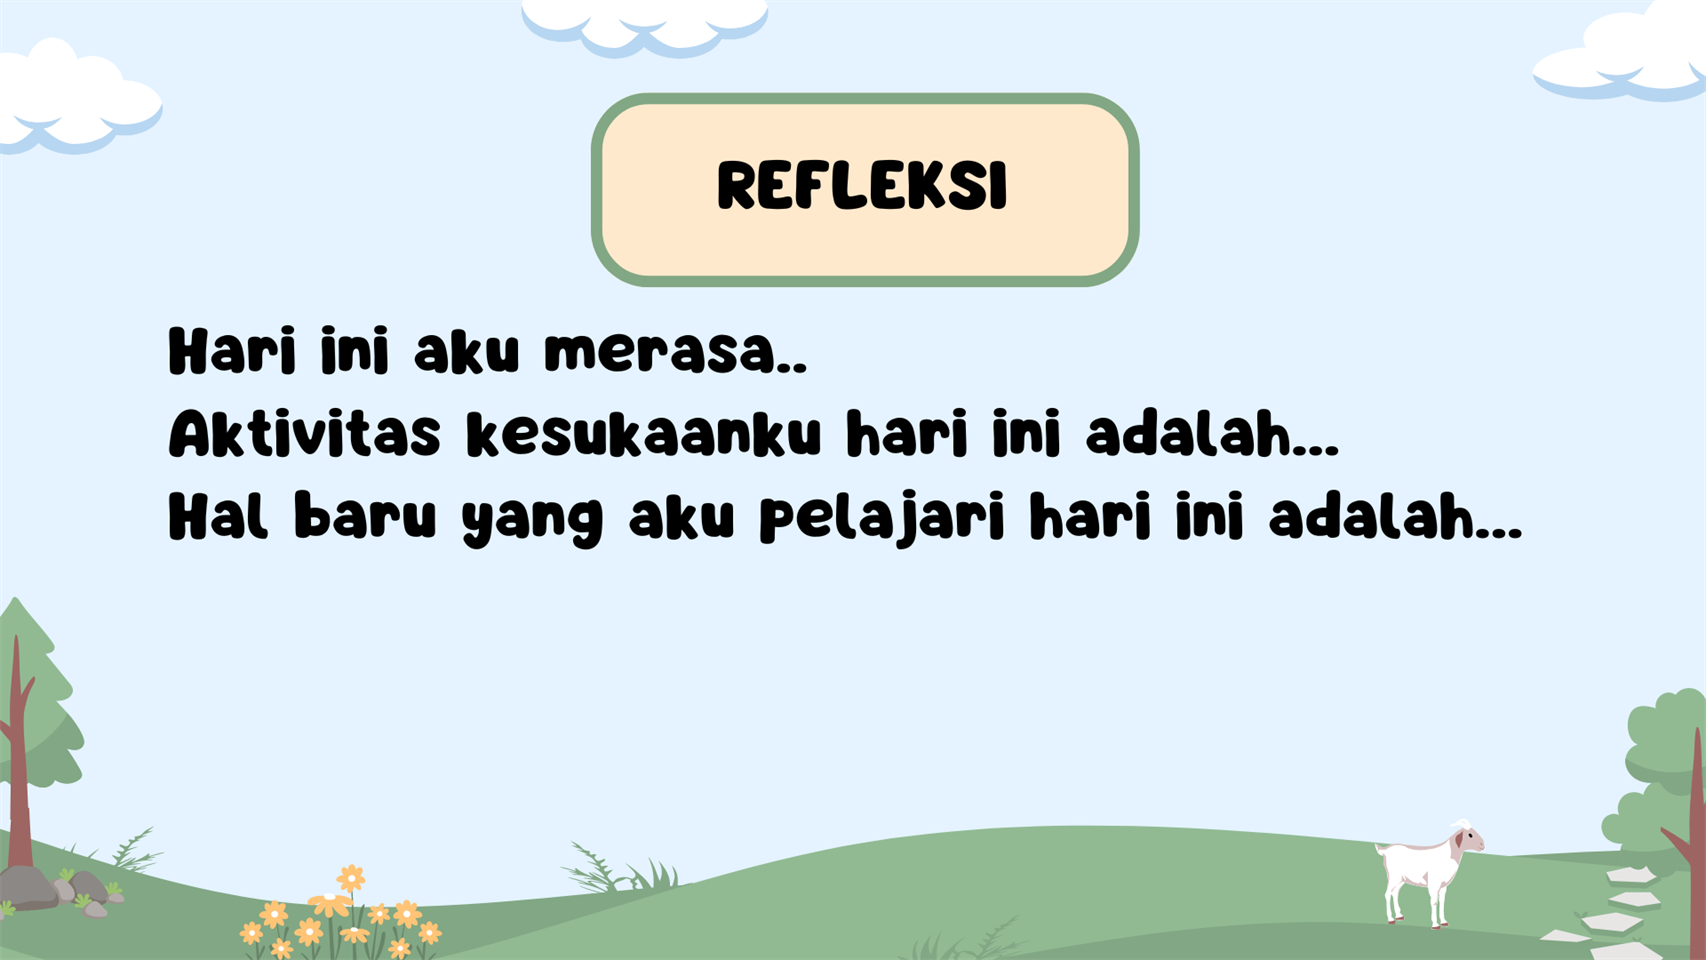 REFLEKSI
Hari ini aku merasa..
Aktivitas kesukaanku hari ini adalah...
Hal baru yang aku pelajari hari ini adalah...